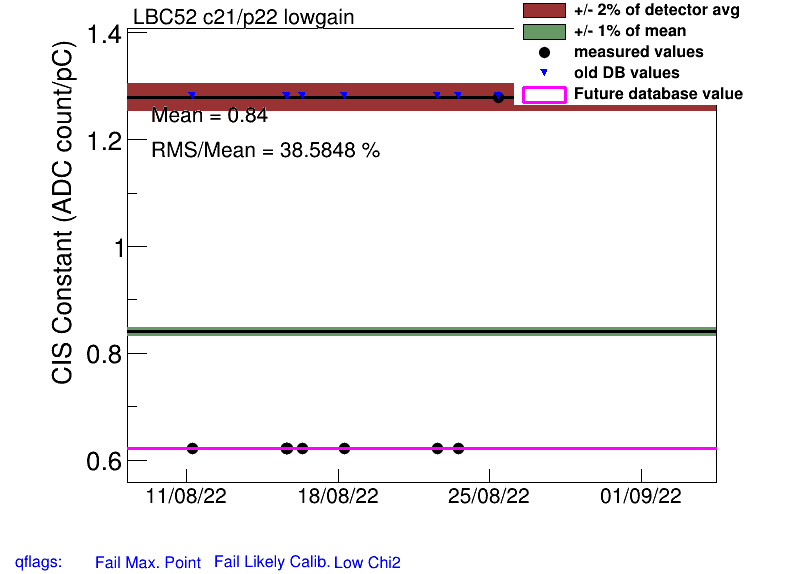 LBC52 c21/p22 lowgain
+/- 2% of detector avg
+/- 1% of mean
measured values
old DB values
Future database value
Mean = 0.84
RMS/Mean = 38.5848 %
CIS Constant (ADC count/pC)
1.4
1.2
1
0.8
0.6
11/08/22 18/08/22 25/08/22 01/09/22
qflags: Fail Max. Point Fail Likely Calib. Low Chi2